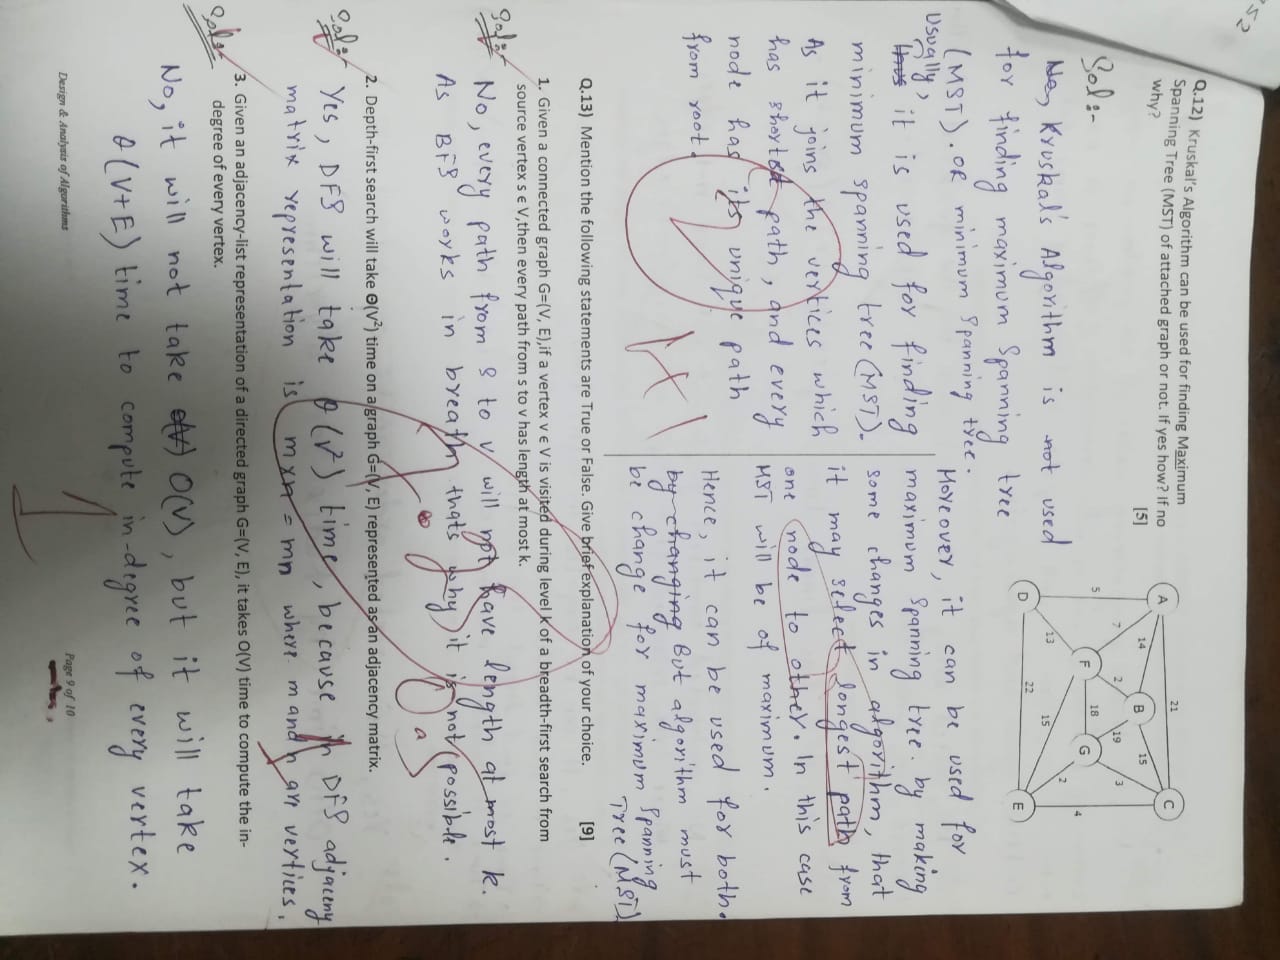 152
Q.12) Kruskal's Algorithm can be used for finding Maximum
Spanning Tree (MST) of attached graph or not. If yes how? If no
why?
[5]
A
B
C
D
E
F
G
21
14
15
7
2
19
3
5
18
4
13
15
2
22
Sol:-
No, Kruskal's Algorithm is not used
for finding maximum Spanning tree
(MST). OR minimum Spanning tree.
Usually,
thus it is used for finding
minimum spanning tree (MST).
As it joins the vertices which
has shortest path, and every
node has its unique path
from root.
2
1+1
Moreover, it can be used for
maximum Spanning tree. by making
some changes in algorithm, that
it may select longest path from
one node to other. In this case
MST will be of maximum.
Hence, it can be used for both.
by changing But algorithm must
be change for maximum Spanning
Tree (MST)
Q.13) Mention the following statements are True or False. Give brief explanation of your choice.
[9]
1. Given a connected graph G=(V, E),if a vertex v ϵ V is visited during level k of a breadth-first search from
source vertex s ϵ V,then every path from s to v has length at most k.
Sol:-
No, every path from S to v will not have length at most k.
As BFS works in breath thats why it is not possible.
2. Depth-first search will take Θ(V²) time on a graph G=(V, E) represented as an adjacency matrix.
Sol:-
Yes, DFS will take θ(v²) time, because in DFS adjaceny
matrix representation is m×n = mn where m and n are vertices.
3. Given an adjacency-list representation of a directed graph G=(V, E), it takes O(V) time to compute the in-
degree of every vertex.
Sol:-
No, it will not take o(V) O(V), but it will take
θ(V+E) time to compute in-degree of every vertex.
1
Design & Analysis of Algorithms
Page 9 of 10